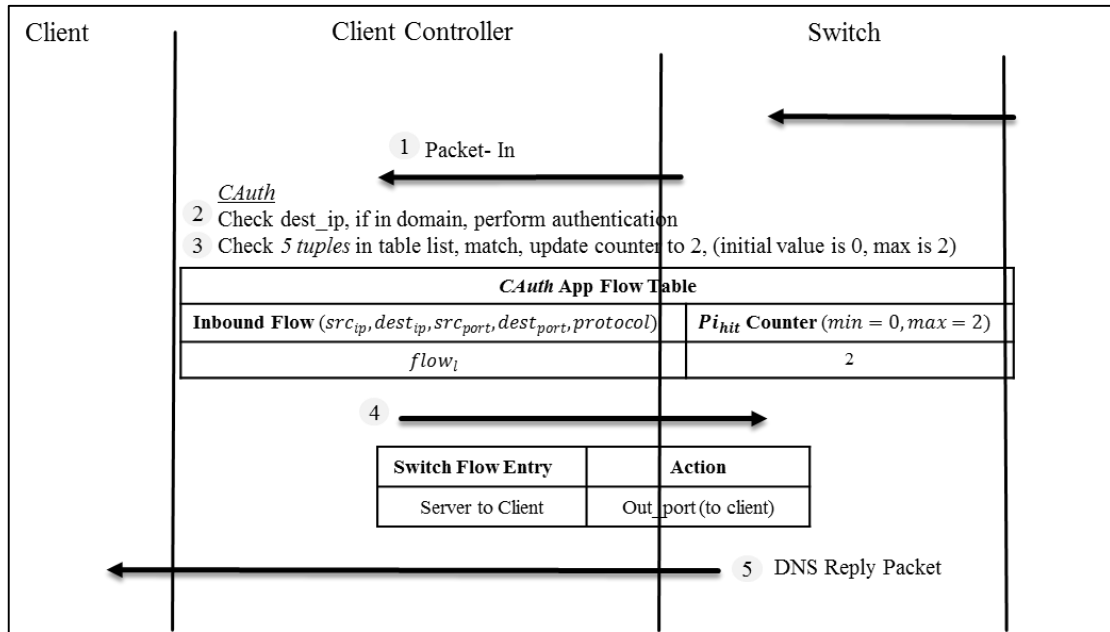 Client Client Controller Switch
1 Packet- In
CAuth
2 Check dest_ip, if in domain, perform authentication
3 Check 5 tuples in table list, match, update counter to 2, (initial value is 0, max is 2)
CAuth App Flow Table
Inbound Flow (src_ip, dest_ip, src_port, dest_port, protocol) Pi_hit Counter (min = 0, max = 2)
flow_l 2
4
Switch Flow Entry Action
Server to Client Out_port (to client)
5 DNS Reply Packet